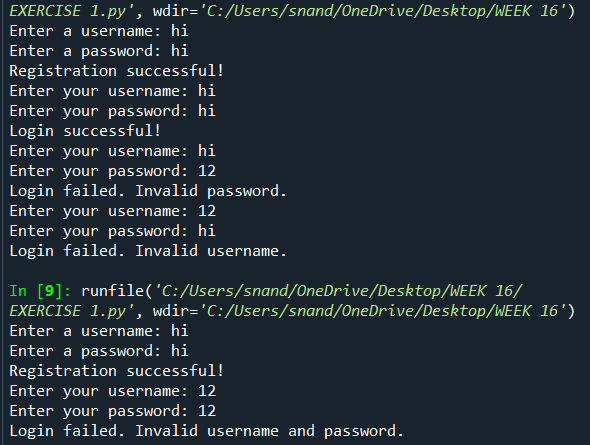 EXERCISE 1.py', wdir='C:/Users/snand/OneDrive/Desktop/WEEK 16')
Enter a username: hi
Enter a password: hi
Registration successful!
Enter your username: hi
Enter your password: hi
Login successful!
Enter your username: hi
Enter your password: 12
Login failed. Invalid password.
Enter your username: 12
Enter your password: hi
Login failed. Invalid username.
In [9]: runfile('C:/Users/snand/OneDrive/Desktop/WEEK 16/
EXERCISE 1.py', wdir='C:/Users/snand/OneDrive/Desktop/WEEK 16')
Enter a username: hi
Enter a password: hi
Registration successful!
Enter your username: 12
Enter your password: 12
Login failed. Invalid username and password.